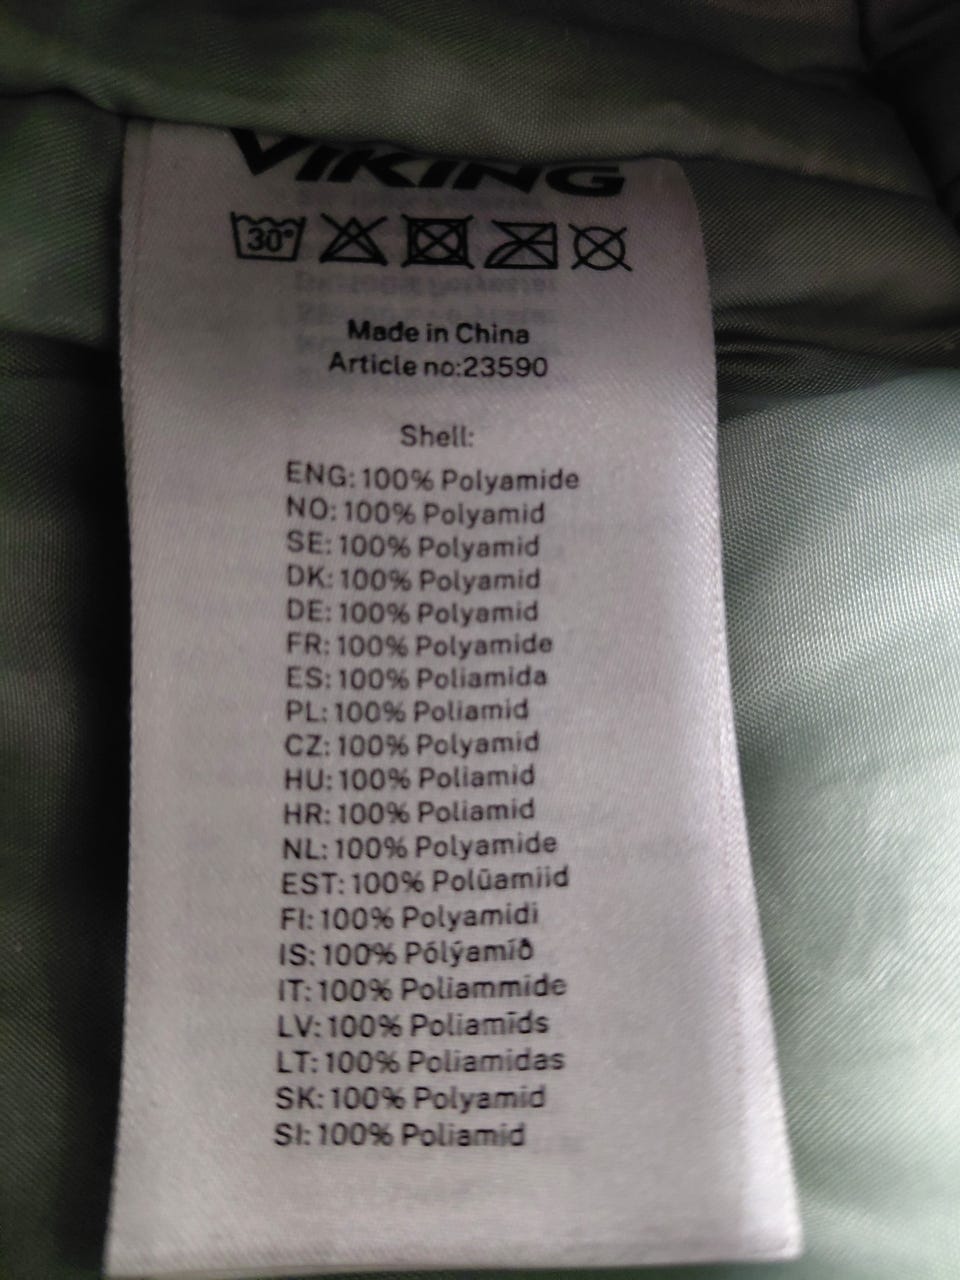 VIKING
30°
Made in China
Article no:23590
Shell:
ENG: 100% Polyamide
NO: 100% Polyamid
SE: 100% Polyamid
DK: 100% Polyamid
DE: 100% Polyamid
FR: 100% Polyamide
ES: 100% Poliamida
PL: 100% Poliamid
CZ: 100% Polyamid
HU: 100% Poliamid
HR: 100% Poliamid
NL: 100% Polyamide
EST: 100% Polüamiid
FI: 100% Polyamidi
IS: 100% Pólýamíð
IT: 100% Poliammide
LV: 100% Poliamīds
LT: 100% Poliamidas
SK: 100% Polyamid
SI: 100% Poliamid